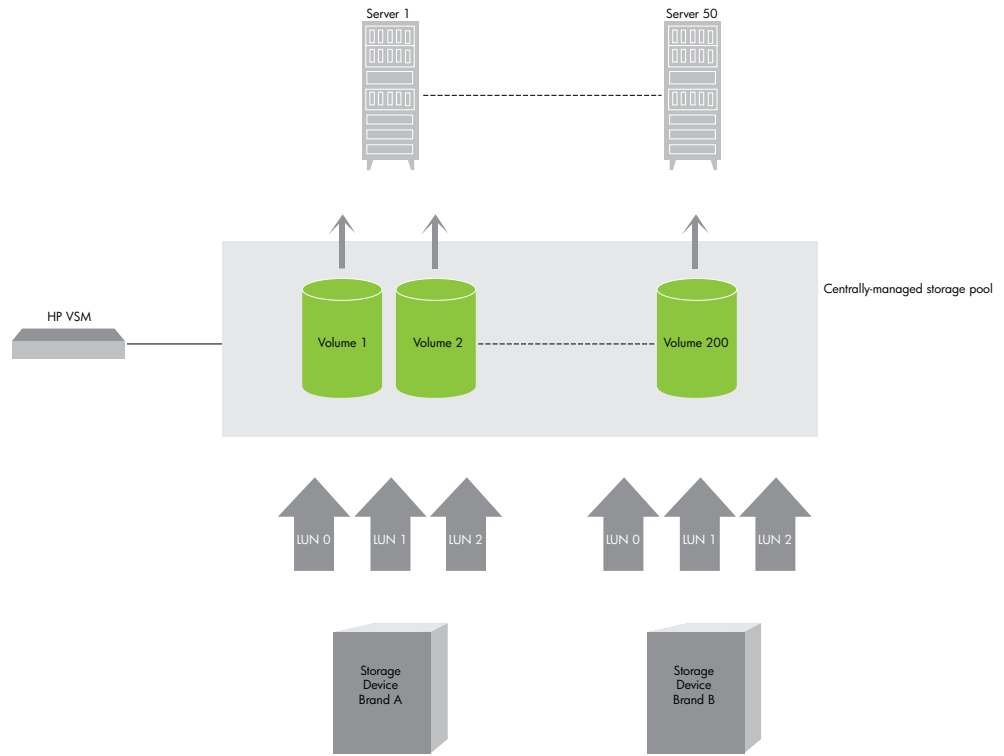 Server 1
Server 50
Centrally-managed storage pool
HP VSM
Volume 1
Volume 2
Volume 200
LUN 0
LUN 1
LUN 2
LUN 0
LUN 1
LUN 2
Storage
Device
Brand A
Storage
Device
Brand B